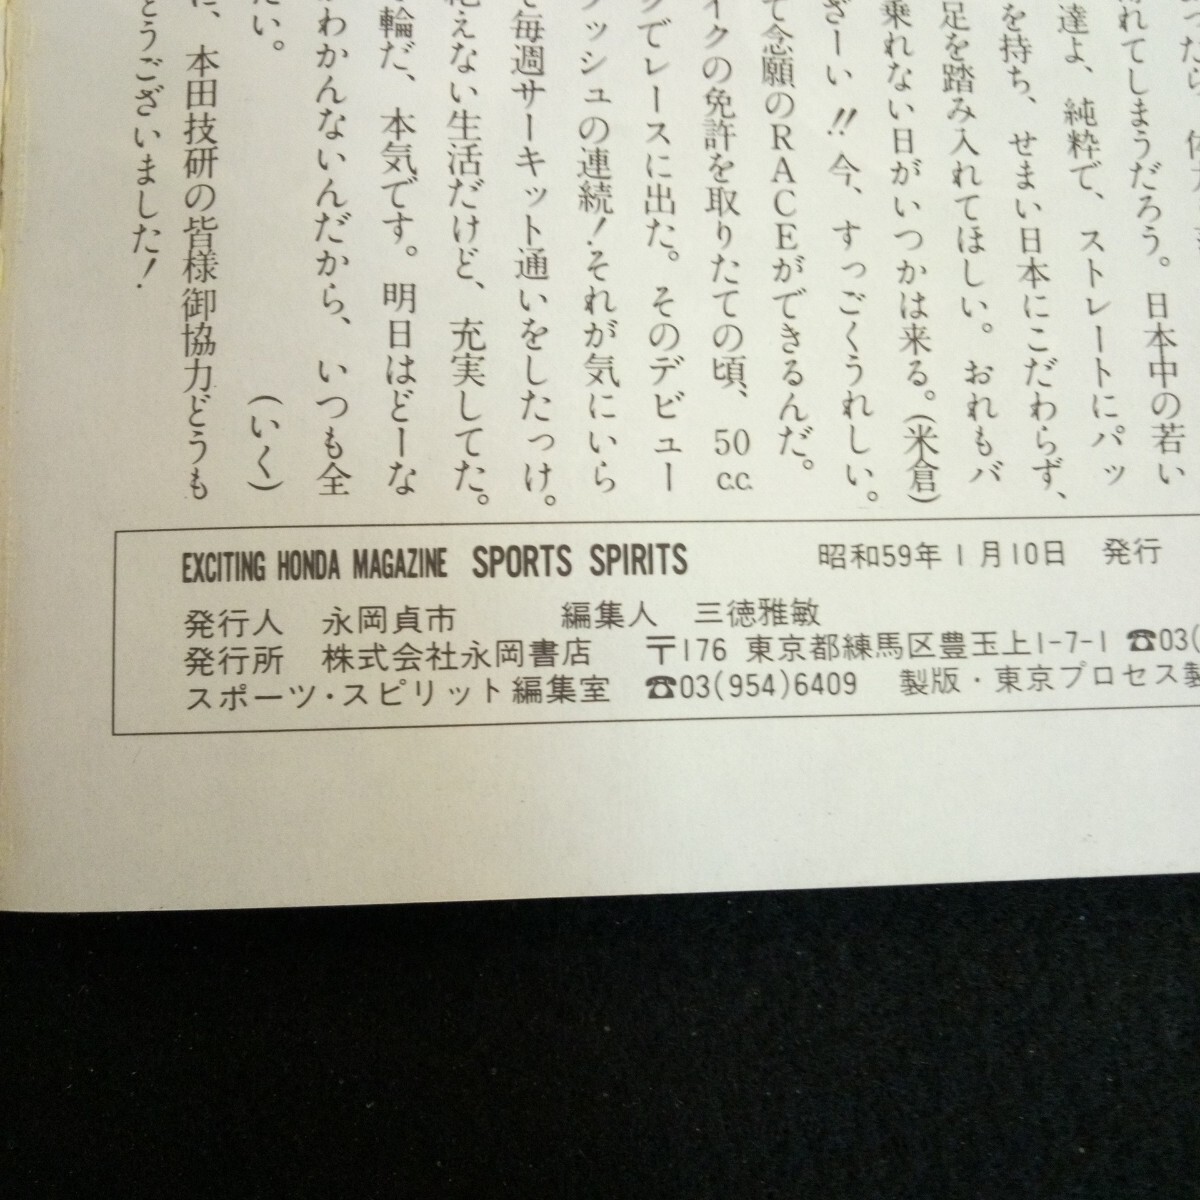 れてしまうだろう。日本中の若い
達よ、純粋で、ストレートにパッ
を持ち、せまい日本にこだわらず、
足を踏み入れてほしい。おれもバ
乗れない日がいつかは来る。(米倉)
ざーい!!今、すっごくうれしい。
て念願のRACEができるんだ。
イクの免許を取りたての頃、50c.c.
でレースに出た。そのデビュー
ッシュの連続!それが気にいら
毎週サーキット通いをしたっけ。
えない生活だけど、充実してた。
輪だ、本気です。明日はどーな
わかんないんだから、いつも全
たい。(いく)
に、本田技研の皆様御協力どうも
とうございました!
EXCITING HONDA MAGAZINE SPORTS SPIRITS 昭和59年1月10日 発行
発行人 永岡貞市 編集人 三徳雅敏
発行所 株式会社永岡書店 〒176 東京都練馬区豊玉上1-7-1 ☎03(
スポーツ・スピリット編集室 ☎03(954)6409 製版・東京プロセス製